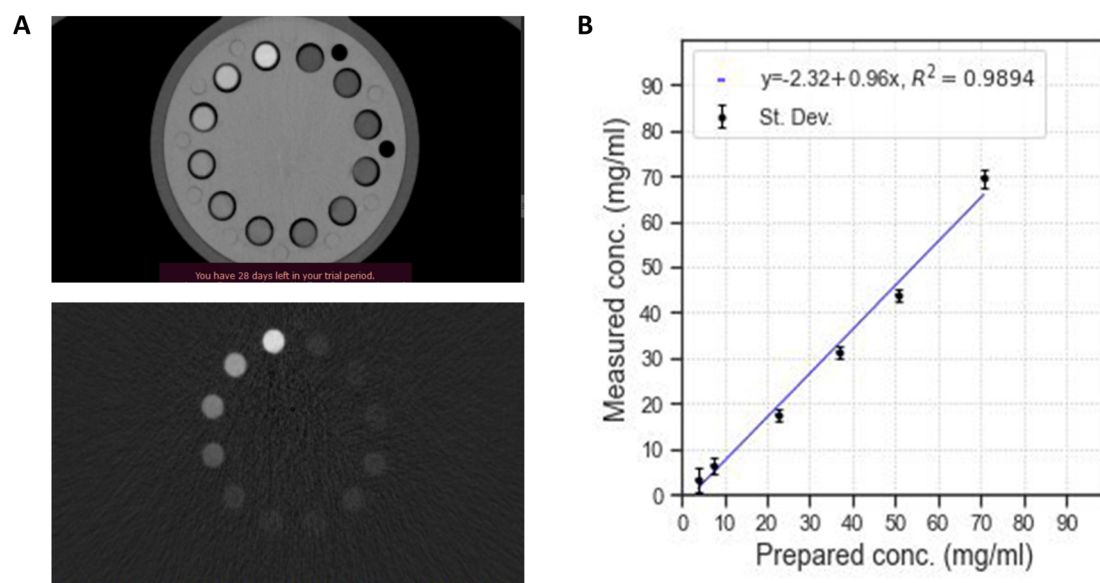 A
You have 28 days left in your trial period.
B
y=-2.32+0.96x, R² = 0.9894
St. Dev.
90
80
70
60
50
40
30
20
10
0
Measured conc. (mg/ml)
0 10 20 30 40 50 60 70 80 90
Prepared conc. (mg/ml)